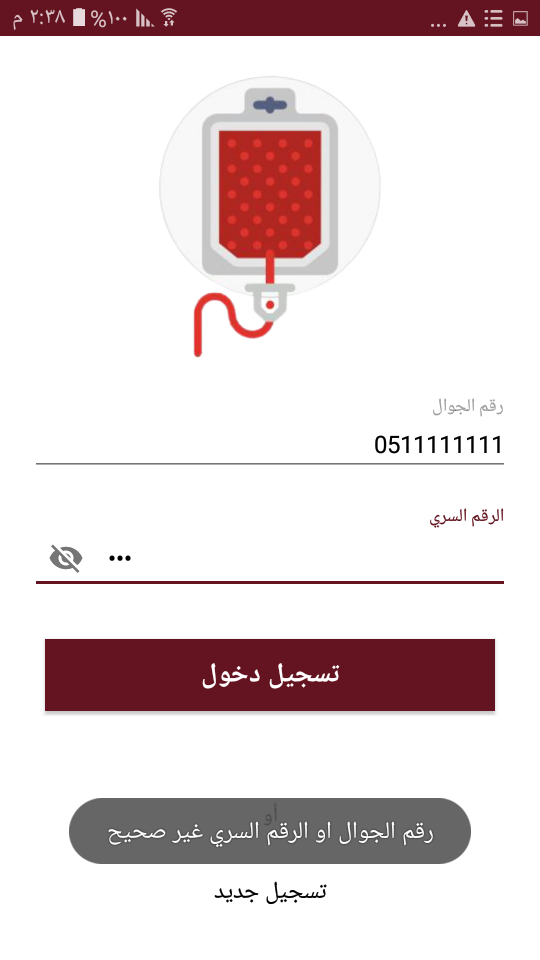 ٢:٣٨ م ١٠٠%
...
رقم الجوال
0511111111
الرقم السري
•••
تسجيل دخول
أو
رقم الجوال او الرقم السري غير صحيح
تسجيل جديد